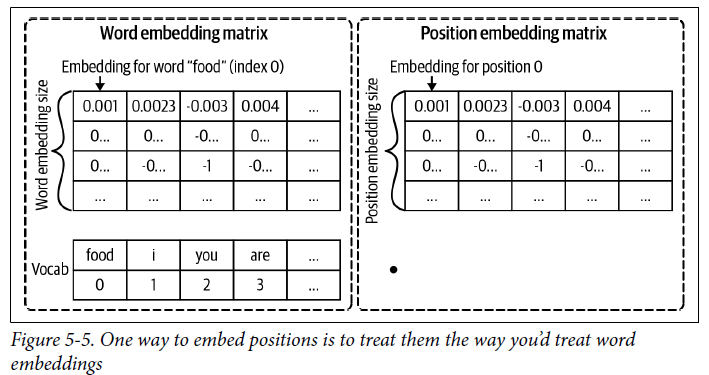 Word embedding matrix
Embedding for word “food” (index 0)
Word embedding size
0.001 0.0023 -0.003 0.004 ...
0... 0... -0... 0...
0... -0... -1 -0...
... ... ... ... ...
Vocab
food i you are ...
0 1 2 3 ...
Position embedding matrix
Embedding for position 0
Position embedding size
0.001 0.0023 -0.003 0.004 ...
0... 0... -0... 0...
0... -0... -1 -0... ...
... ... ... ... ...
Figure 5-5. One way to embed positions is to treat them the way you’d treat word
embeddings